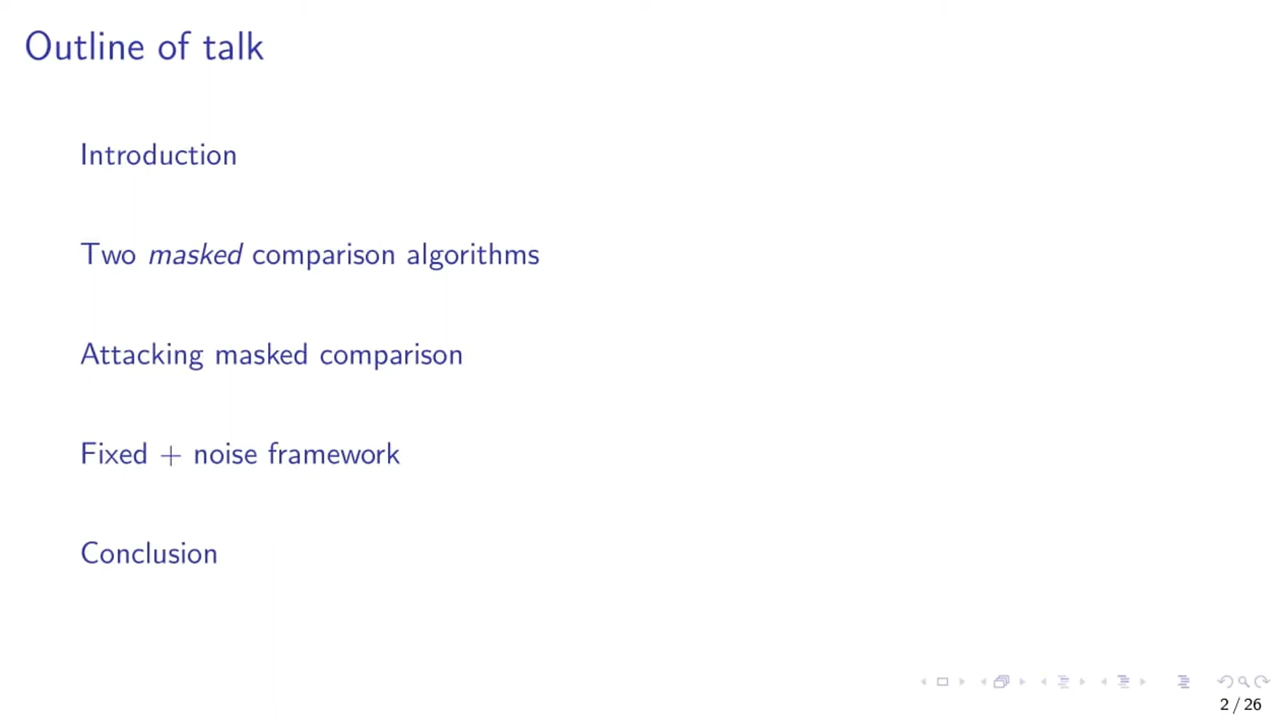 Outline of talk
Introduction
Two masked comparison algorithms
Attacking masked comparison
Fixed + noise framework
Conclusion
2 / 26